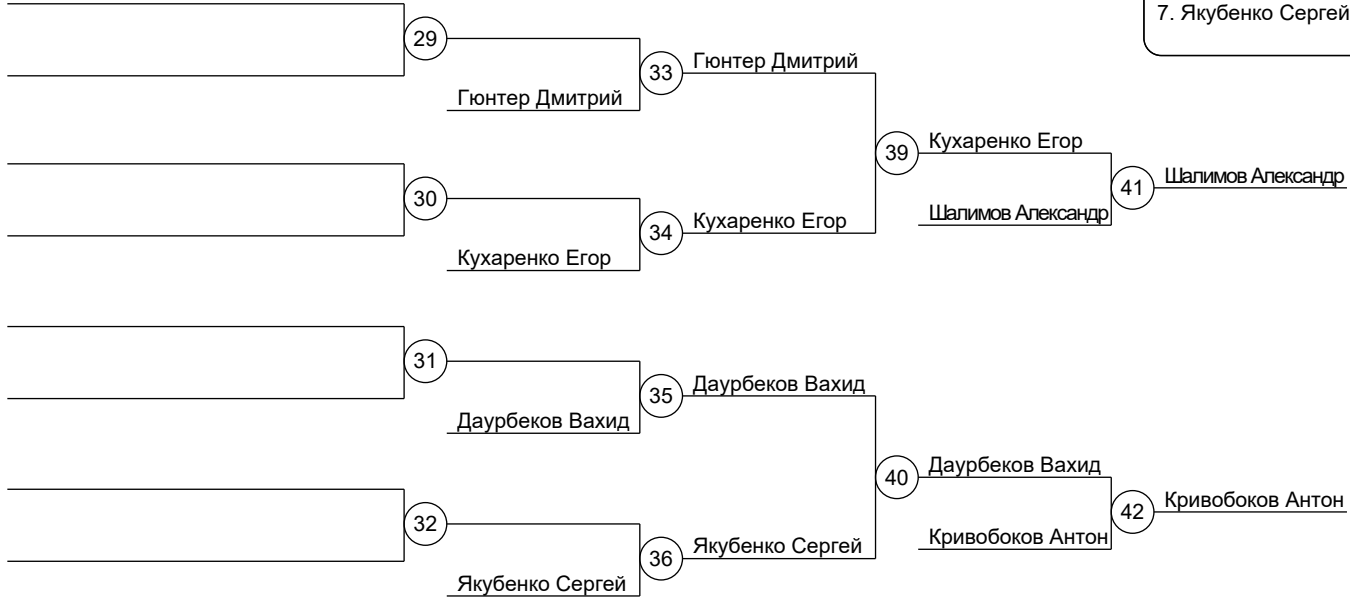 7. Якубенко Сергей
29
33
Гюнтер Дмитрий
Гюнтер Дмитрий
39
Кухаренко Егор
41
Шалимов Александр
30
34
Кухаренко Егор
Шалимов Александр
Кухаренко Егор
31
35
Даурбеков Вахид
Даурбеков Вахид
40
Даурбеков Вахид
42
Кривобоков Антон
32
36
Якубенко Сергей
Кривобоков Антон
Якубенко Сергей